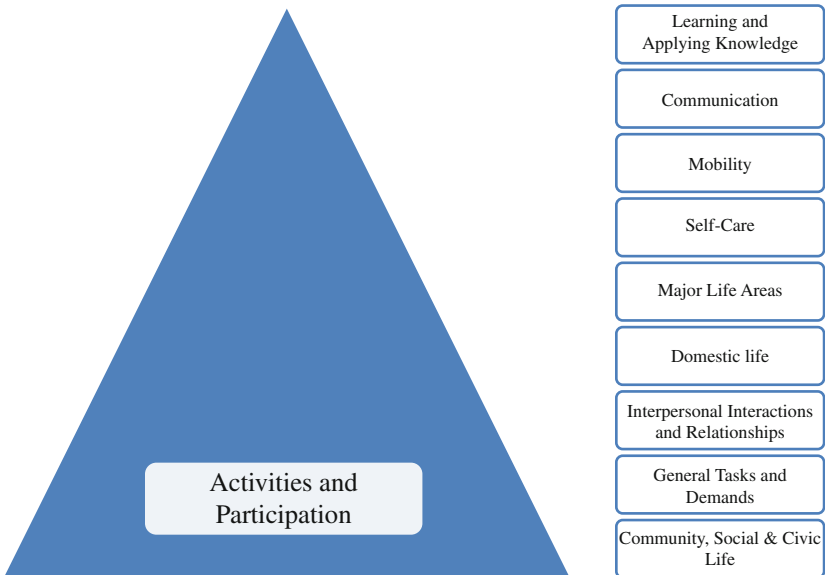 Activities and
Participation
Learning and
Applying Knowledge
Communication
Mobility
Self-Care
Major Life Areas
Domestic life
Interpersonal Interactions
and Relationships
General Tasks and
Demands
Community, Social & Civic
Life